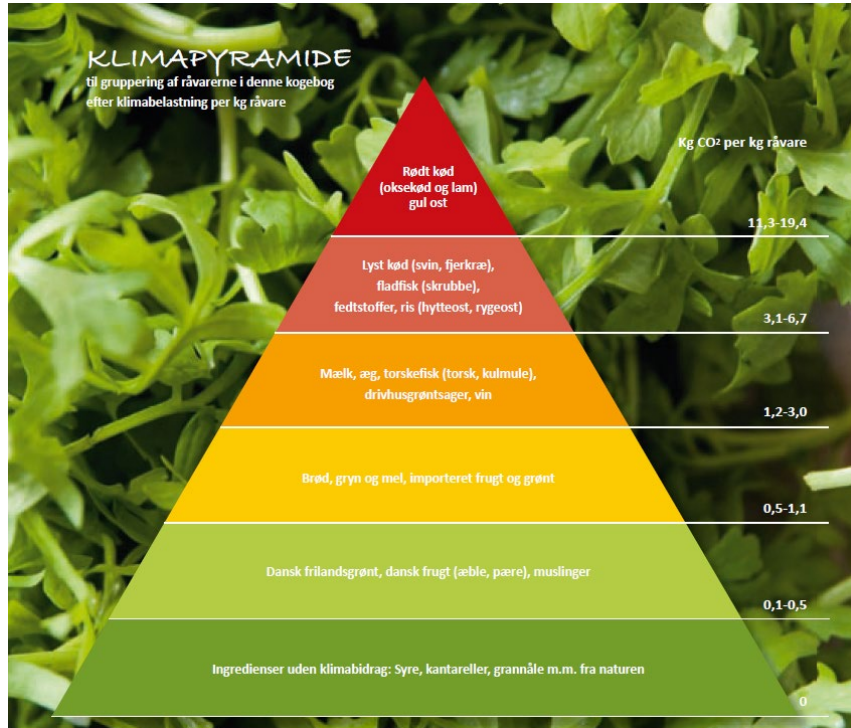 KLIMAPYRAMIDE
til gruppering af råvarerne i denne kogebog
efter klimabelastning per kg råvare
Kg CO² per kg råvare
Rødt kød
(oksekød og lam)
gul ost
11,3-19,4
Lyst kød (svin, fjerkræ),
fladfisk (skrubbe),
fedtstoffer, ris (hytteost, rygeost)
3,1-6,7
Mælk, æg, torskefisk (torsk, kulmule),
drivhusgrøntsager, vin
1,2-3,0
Brød, gryn og mel, importeret frugt og grønt
0,5-1,1
Dansk frilandsgrønt, dansk frugt (æble, pære), muslinger
0,1-0,5
Ingredienser uden klimabidrag: Syre, kantareller, grannåle m.m. fra naturen
0